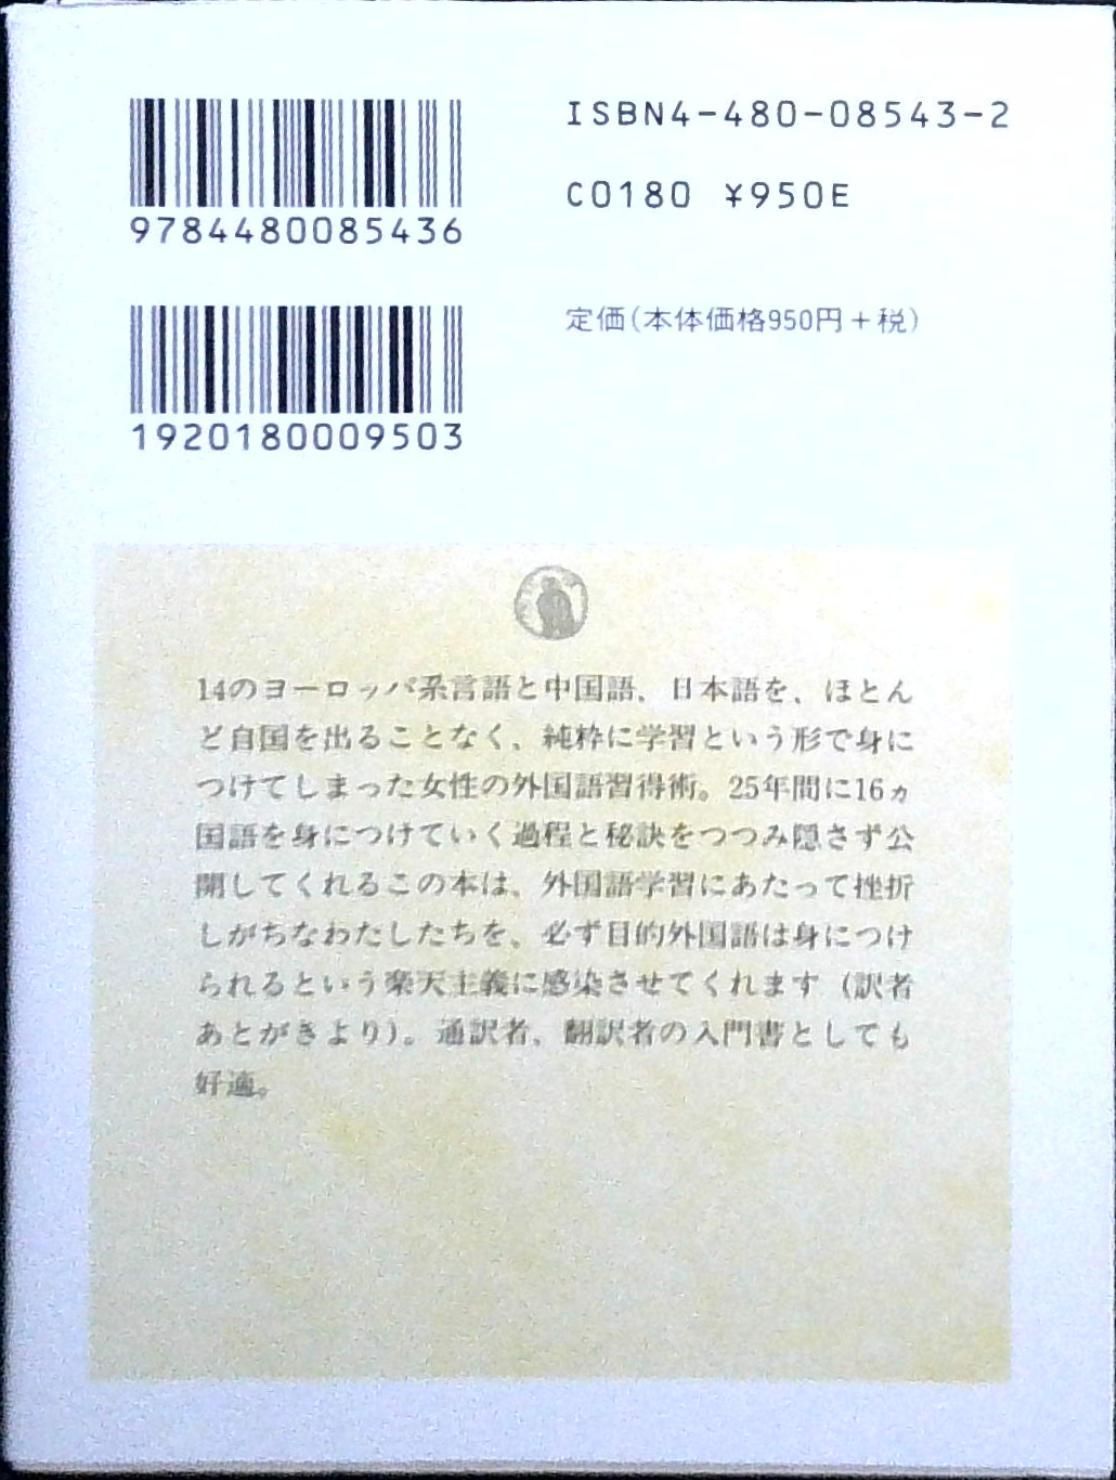 ISBN4-480-08543-2
C0180 ¥950E
9784480085436
定価(本体価格950円+税)
1920180009503
14のヨーロッパ系言語と中国語、日本語を、ほとん
ど自国を出ることなく、純粋に学習という形で身に
つけてしまった女性の外国語習得術。25年間に16ヵ
国語を身につけていく過程と秘訣をつつみ隠さず公
開してくれるこの本は、外国語学習にあたって挫折
しがちなわたしたちを、必ず目的外国語は身につけ
られるという楽天主義に感染させてくれます(訳者
あとがきより)。通訳者、翻訳者の入門書としても
好適。